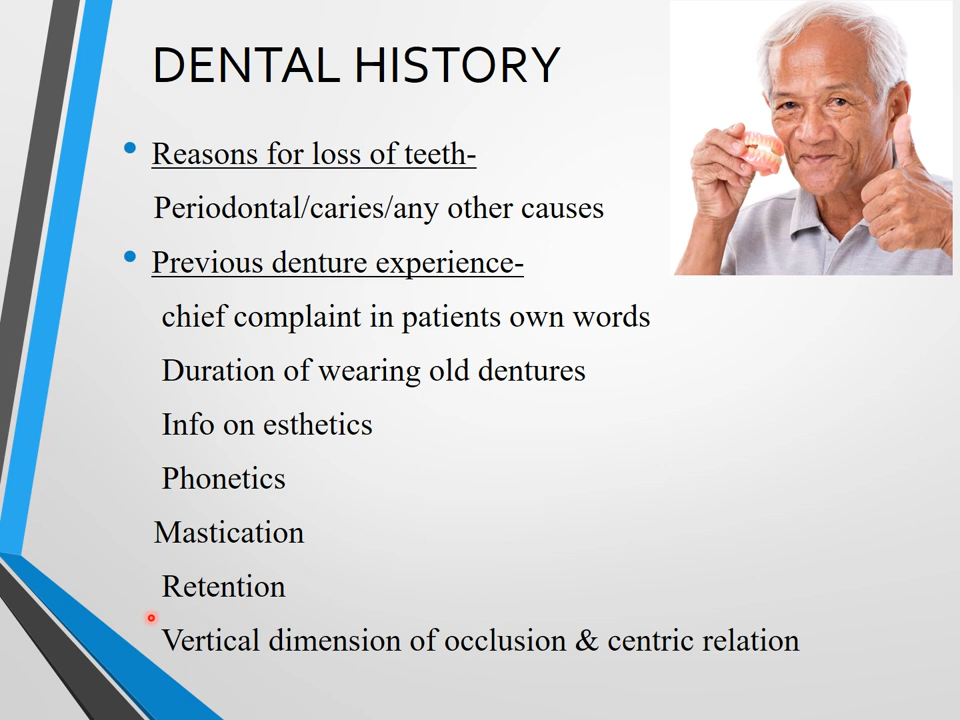 DENTAL HISTORY
Reasons for loss of teeth-
Periodontal/caries/any other causes
Previous denture experience-
chief complaint in patients own words
Duration of wearing old dentures
Info on esthetics
Phonetics
Mastication
Retention
Vertical dimension of occlusion & centric relation